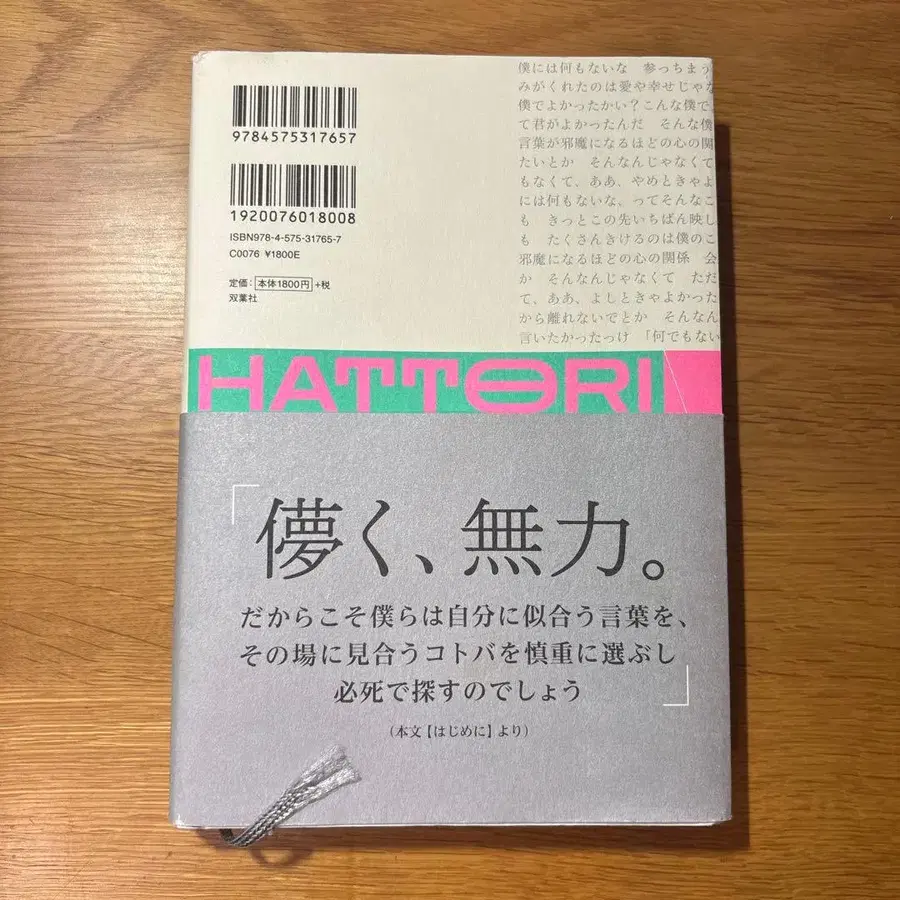 9784575317657
1920076018008
ISBN978-4-575-31765-7
C0076 ¥1800E
定価：本体1800円+税
双葉社
僕には何もないな　参っちまう
みがくれたのは愛や幸せじゃな
僕でよかったかい？こんな僕で
て君がよかったんだ　そんな僕
言葉が邪魔になるほどの心の関
たいとか　そんなんじゃなくて
もなくて、ああ、やめときゃよ
には何もないな、ってそんなこ
も　きっとこの先いちばん映し
も　たくさんきけるのは僕のこ
邪魔になるほどの心の関係　会
か　そんなんじゃなくて　ただ
て、ああ、よしときゃよかった
から離れないでとか　そんなん
言いたかったっけ　「何でもない
HATTORI
「儚く、無力。
だからこそ僕らは自分に似合う言葉を、
その場に見合うコトバを慎重に選ぶし
必死で探すのでしょう」
（本文【はじめに】より）